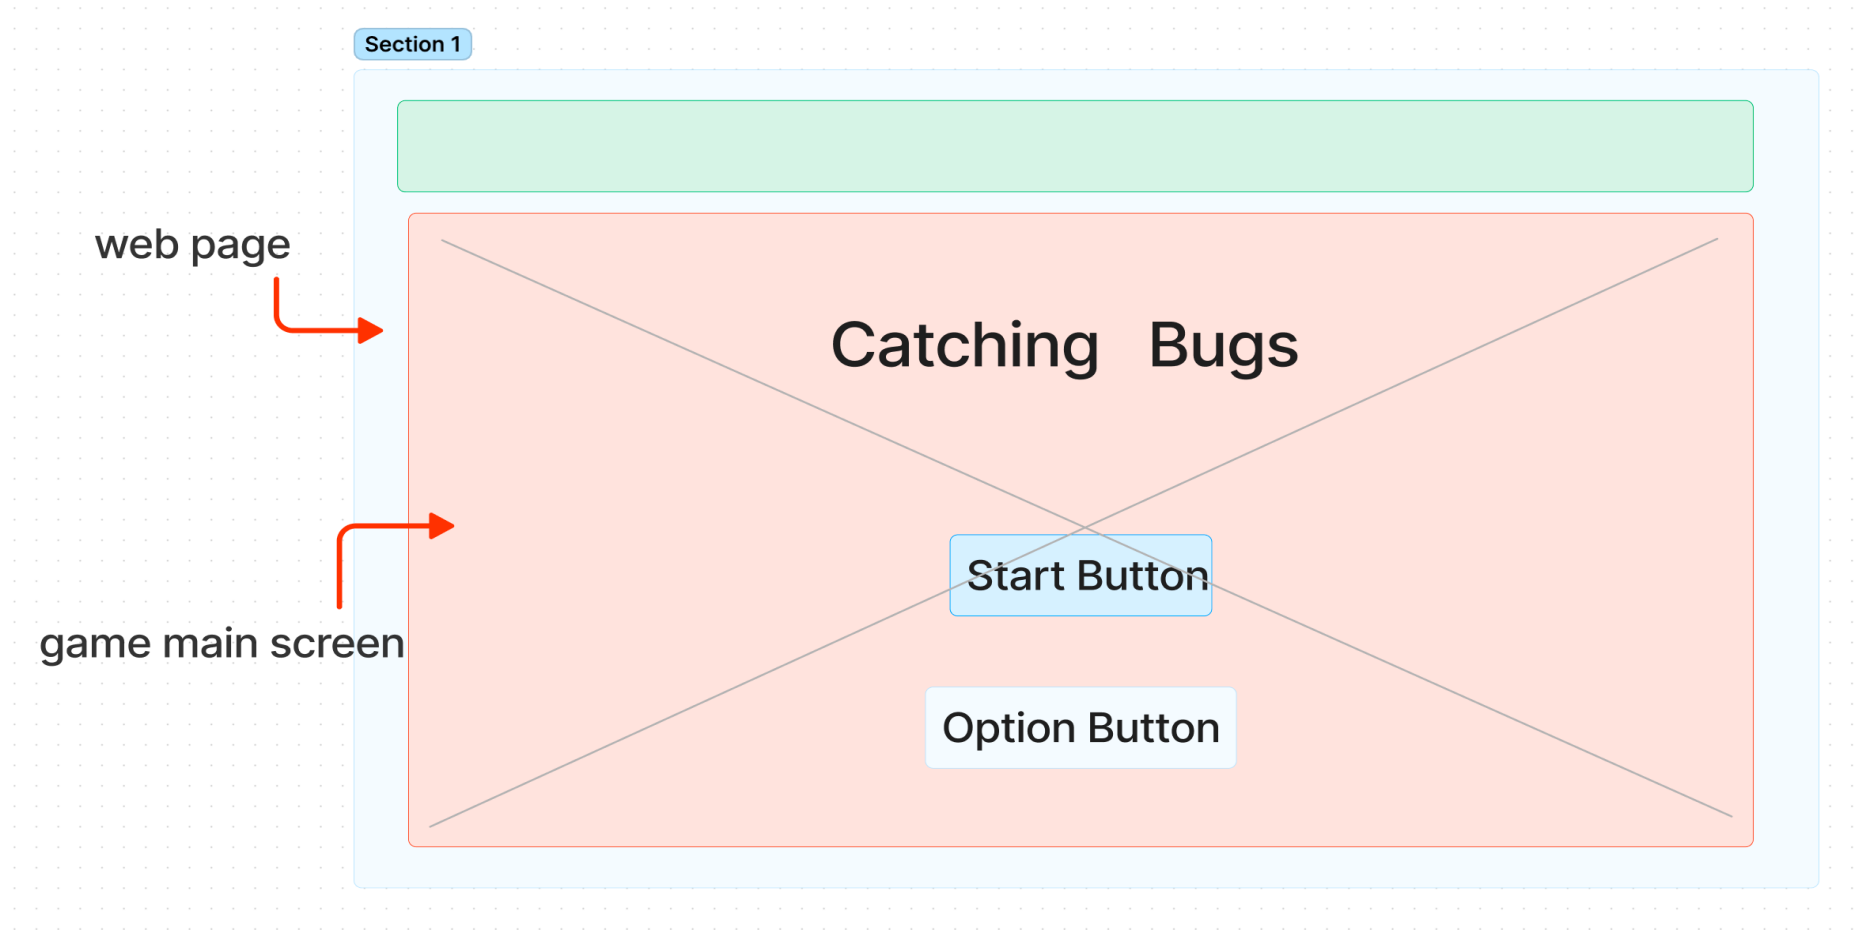 Section 1
web page
Catching Bugs
Start Button
game main screen
Option Button